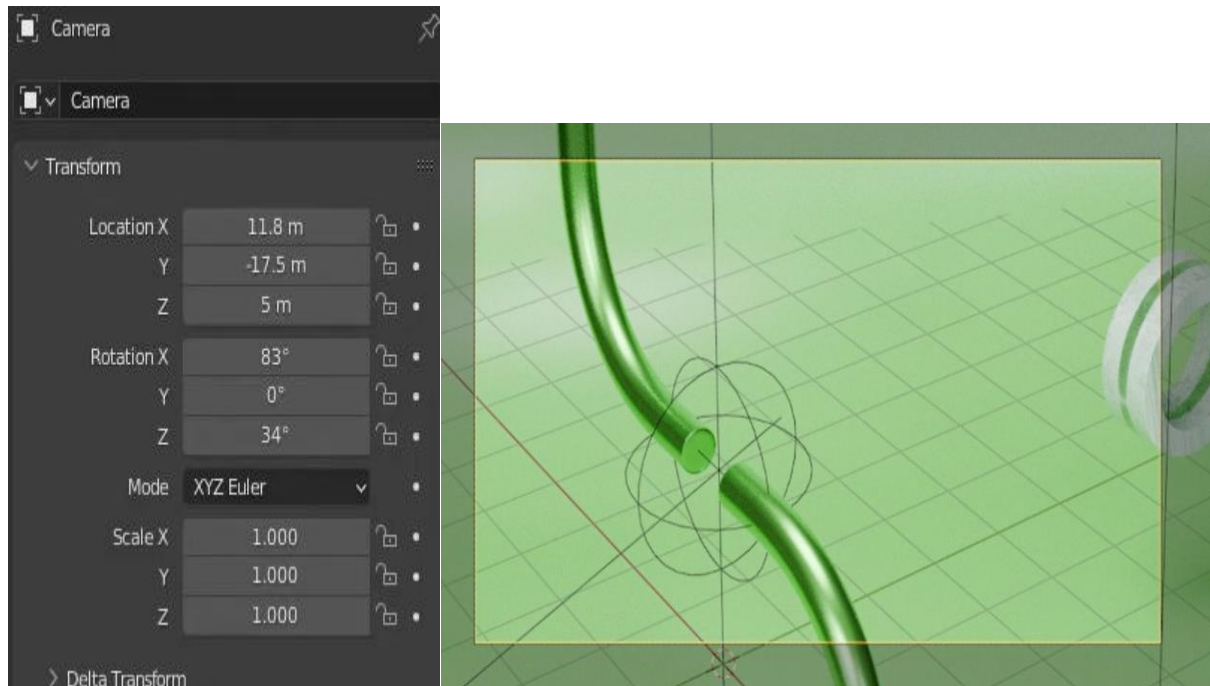 Camera
Camera
Transform
Location X 11.8 m
Y -17.5 m
Z 5 m
Rotation X 83°
Y 0°
Z 34°
Mode XYZ Euler
Scale X 1.000
Y 1.000
Z 1.000
Delta Transform